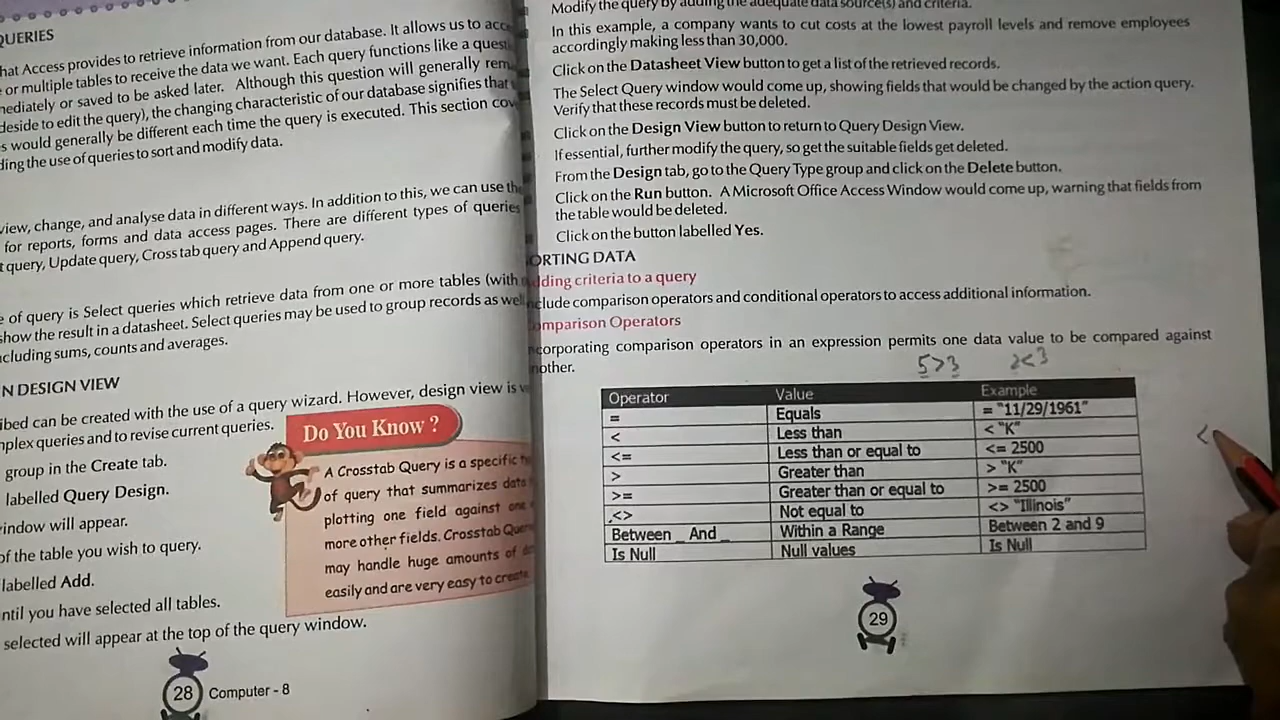 QUERIES
hat Access provides to retrieve information from our database. It allows us to acc
or multiple tables to receive the data we want. Each query functions like a quest
mediately or saved to be asked later. Although this question will generally rem
deside to edit the query), the changing characteristic of our database signifies that
s would generally be different each time the query is executed. This section cov
ding the use of queries to sort and modify data.
view, change, and analyse data in different ways. In addition to this, we can use th
for reports, forms and data access pages. There are different types of queries
t query, Update query, Cross tab query and Append query.
e of query is Select queries which retrieve data from one or more tables (with
show the result in a datasheet. Select queries may be used to group records as well
cluding sums, counts and averages.
N DESIGN VIEW
ibed can be created with the use of a query wizard. However, design view is
mplex queries and to revise current queries.
group in the Create tab.
labelled Query Design.
indow will appear.
of the table you wish to query.
labelled Add.
ntil you have selected all tables.
selected will appear at the top of the query window.
Do You Know ?
A Crosstab Query is a specific
of query that summarizes data
plotting one field against one
more other fields. Crosstab Que
may handle huge amounts of
easily and are very easy to create
28 Computer - 8
Modify the query by adding the adequate data source(s) and criteria.
In this example, a company wants to cut costs at the lowest payroll levels and remove employees
accordingly making less than 30,000.
Click on the Datasheet View button to get a list of the retrieved records.
The Select Query window would come up, showing fields that would be changed by the action query.
Verify that these records must be deleted.
Click on the Design View button to return to Query Design View.
If essential, further modify the query, so get the suitable fields get deleted.
From the Design tab, go to the Query Type group and click on the Delete button.
Click on the Run button. A Microsoft Office Access Window would come up, warning that fields from
the table would be deleted.
Click on the button labelled Yes.
ORTING DATA
dding criteria to a query
nclude comparison operators and conditional operators to access additional information.
omparison Operators
ncorporating comparison operators in an expression permits one data value to be compared against
nother.
5>3 2<3
Operator Value Example
= Equals = "11/29/1961"
< Less than < "K"
<= Less than or equal to <= 2500
> Greater than > "K"
>= Greater than or equal to >= 2500
<> Not equal to <> "Illinois"
Between _ And _ Within a Range Between 2 and 9
Is Null Null values Is Null
<
29